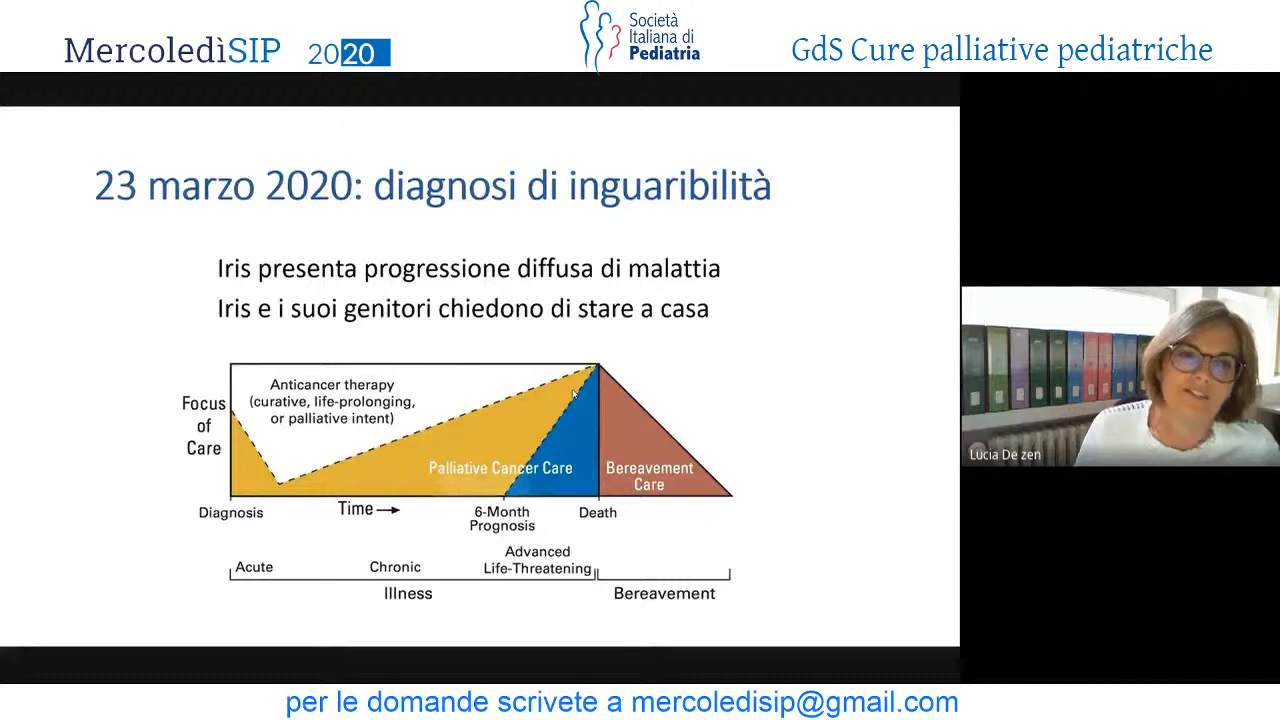 MercoledìSIP 2020
Società
Italiana di
Pediatria
GdS Cure palliative pediatriche
23 marzo 2020: diagnosi di inguaribilità
Iris presenta progressione diffusa di malattia
Iris e i suoi genitori chiedono di stare a casa
Focus
of
Care
Anticancer therapy
(curative, life-prolonging,
or palliative intent)
Palliative Cancer Care
Bereavement
Care
Diagnosis
Time
6-Month
Prognosis
Death
Acute
Chronic
Advanced
Life-Threatening
Illness
Bereavement
Lucia De zen
per le domande scrivete a mercoledisip@gmail.com